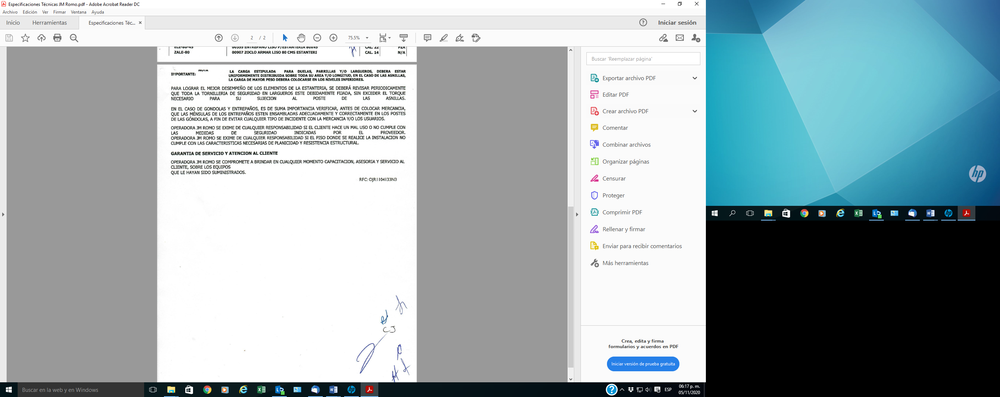 Especificaciones Técnicas JM Romo.pdf - Adobe Acrobat Reader DC
Archivo Edición Ver Firmar Ventana Ayuda
Inicio Herramientas Especificaciones Téc... × Iniciar sesión
2 / 2 75.5%
ELE-80-45 00355 ENTREPAÑO LISO P/ESTANTERIA 80X45 CAL. 22 PZA
ZALE-80 00907 ZOCLO ARMAR LISO 80 CMS ESTANTERI CAL. 14 N/A
NOTA
IMPORTANTE:
LA CARGA ESTIPULADA PARA DUELAS, PARRILLAS Y/O LARGUEROS, DEBERA ESTAR
UNIFORMEMENTE DISTRIBUIDA SOBRE TODA SU AREA Y/O LONGITUD, EN EL CASO DE LAS ASNILLAS,
LA CARGA DE MAYOR PESO DEBERA COLOCARSE EN LOS NIVELES INFERIORES.
PARA LOGRAR EL MEJOR DESEMPEÑO DE LOS ELEMENTOS DE LA ESTANTERIA, SE DEBERÁ REVISAR PERIODICAMENTE
QUE TODA LA TORNILLERIA DE SEGURIDAD EN LARGUEROS ESTE DEBIDAMENTE FIJADA, SIN EXCEDER EL TORQUE
NECESARIO PARA SU SUJECION AL POSTE DE LAS ASNILLAS.
EN EL CASO DE GONDOLAS Y ENTREPAÑOS, ES DE SUMA IMPORTANCIA VERIFICAR, ANTES DE COLOCAR MERCANCIA,
QUE LAS MÉNSULAS DE LOS ENTREPAÑOS ESTEN ENSAMBLADAS ADECUADAMENTE Y CORRECTAMENTE EN LOS POSTES
DE LAS GÓNDOLAS, A FIN DE EVITAR CUALQUIER TIPO DE INCIDENTE CON LA MERCANCIA Y/O LOS USUARIOS.
OPERADORA JM ROMO SE EXIME DE CUALQUIER RESPONSABILIDAD SI EL CLIENTE HACE UN MAL USO O NO CUMPLE CON
LAS MEDIDAS DE SEGURIDAD INDICADAS POR EL PROVEEDOR.
OPERADORA JM ROMO SE EXIME DE CUALQUIER RESPONSABILIDAD SI EL PISO DONDE SE REALICE LA INSTALACION NO
CUMPLE CON LAS CARACTERISTICAS NECESARIAS DE PLANICIDAD Y RESISTENCIA ESTRUCTURAL.
GARANTIA DE SERVICIO Y ATENCION AL CLIENTE
OPERADORA JM ROMO SE COMPROMETE A BRINDAR EN CUALQUIER MOMENTO CAPACITACION, ASESORIA Y SERVICIO AL
CLIENTE, SOBRE LOS EQUIPOS
QUE LE HAYAN SIDO SUMINISTRADOS.
RFC: OJR1104133N3
CJ
Buscar 'Reemplazar página'
Exportar archivo PDF
Editar PDF
Crear archivo PDF
Comentar
Combinar archivos
Organizar páginas
Censurar
Proteger
Comprimir PDF
Rellenar y firmar
Enviar para recibir comentarios
Más herramientas
Crea, edita y firma
formularios y acuerdos en PDF
Iniciar versión de prueba gratuita
hp
Buscar en la web y en Windows
ESP
06:17 p. m.
05/11/2020